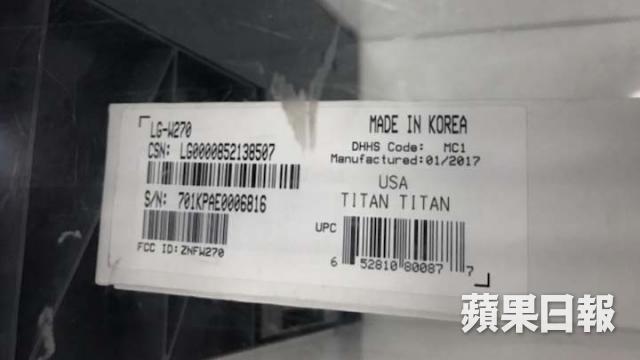 LG-W270
CSN: LG0000852138507
S/N: 701KPAE0006816
FCC ID:ZNFW270
MADE IN KOREA
DHHS Code: MC1
Manufactured:01/2017
USA
TITAN TITAN
UPC
6 52810 80087 7
蘋果日報